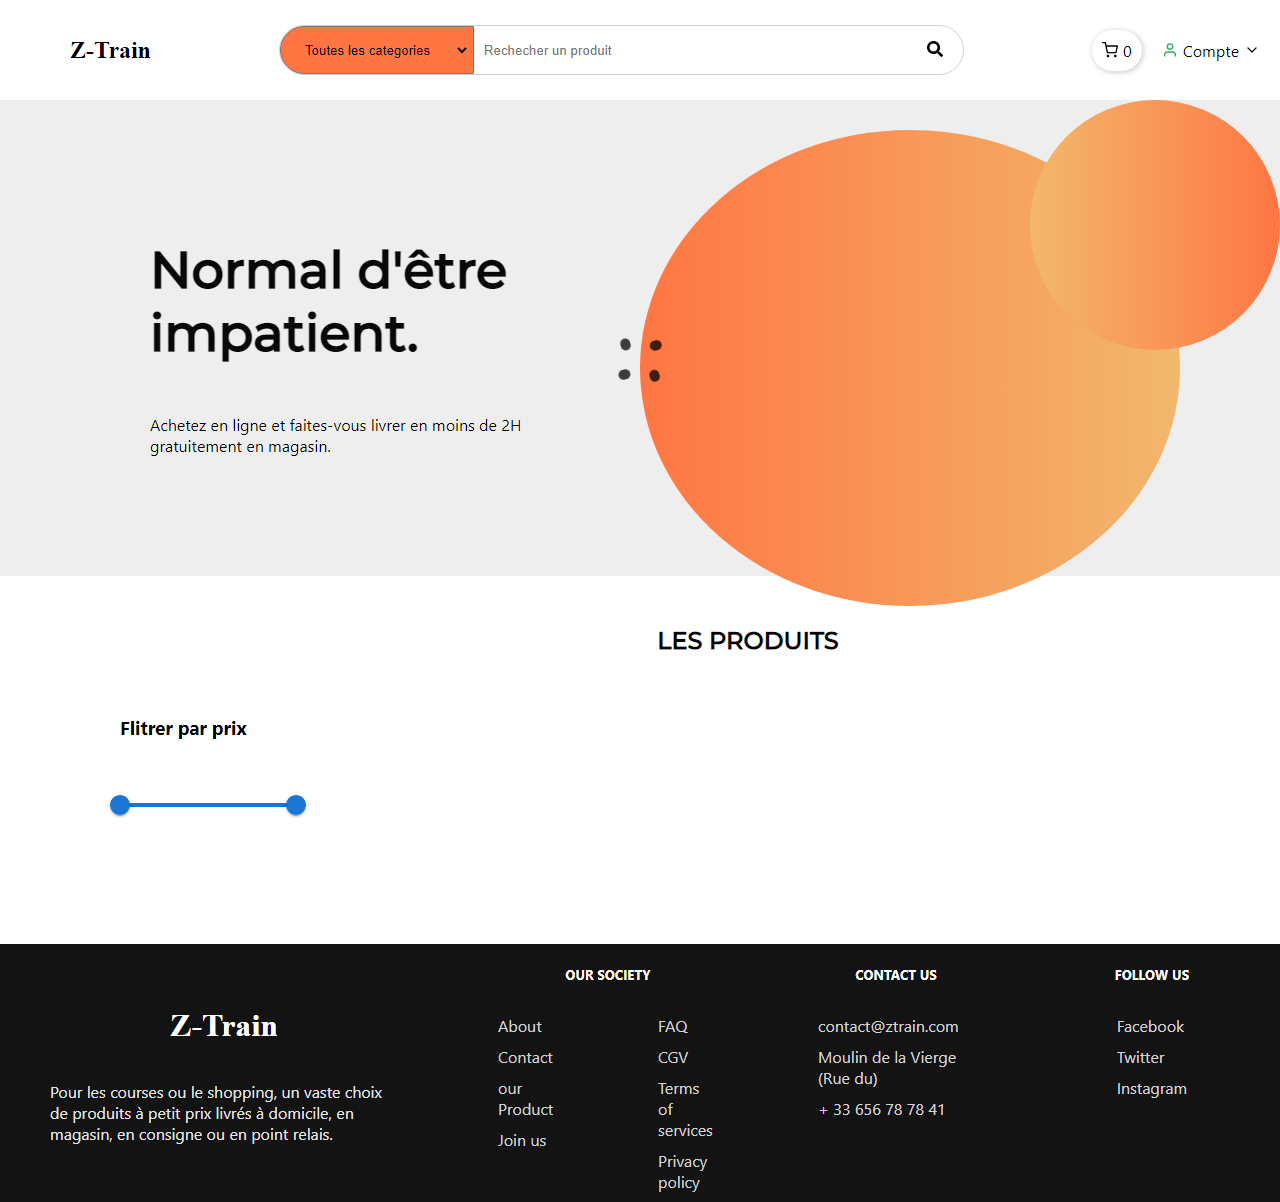 Z-Train
Toutes les categories
Rechecher un produit
0
Compte
Normal d'être
impatient.
Achetez en ligne et faites-vous livrer en moins de 2H
gratuitement en magasin.
LES PRODUITS
Flitrer par prix
Z-Train
Pour les courses ou le shopping, un vaste choix
de produits à petit prix livrés à domicile, en
magasin, en consigne ou en point relais.
OUR SOCIETY
About
Contact
our
Product
Join us
FAQ
CGV
Terms
of
services
Privacy
policy
CONTACT US
contact@ztrain.com
Moulin de la Vierge
(Rue du)
+ 33 656 78 78 41
FOLLOW US
Facebook
Twitter
Instagram